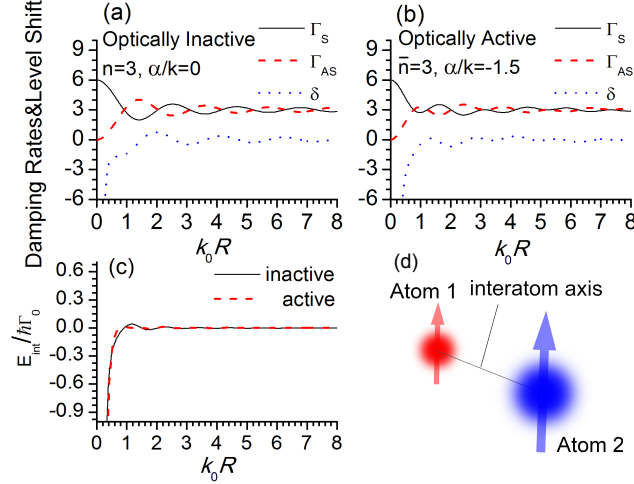 Damping Rates&Level Shift
(a)
Optically Inactive
n=3, α/k=0
Γ_S
Γ_AS
δ
9
6
3
0
-3
-6
0 1 2 3 4 5 6 7 8
k₀R
(b)
Optically Active
n̄=3, α/k=-1.5
Γ_S
Γ_AS
δ
9
6
3
0
-3
-6
0 1 2 3 4 5 6 7 8
k₀R
(c)
inactive
active
E_int/ħΓ₀
0.6
0.3
0.0
-0.3
-0.6
-0.9
0 1 2 3 4 5 6 7 8
k₀R
(d)
interatom axis
Atom 1
Atom 2